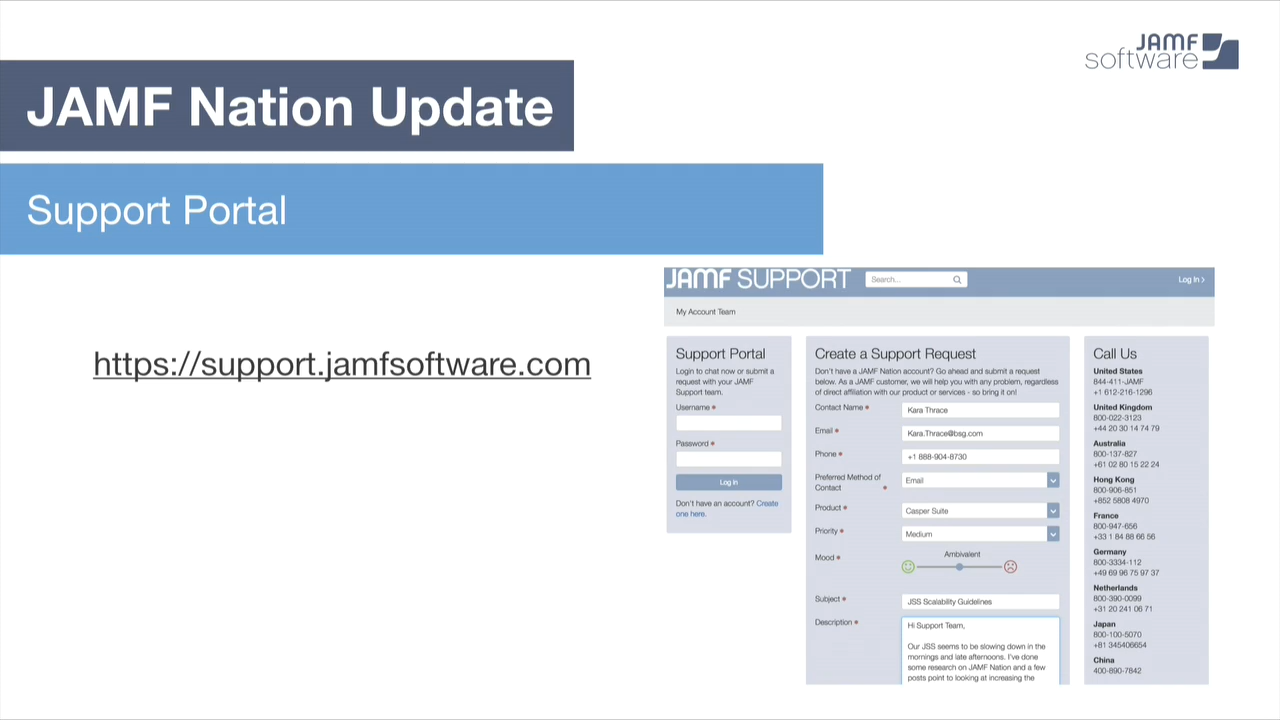 JAMF
software
JAMF Nation Update
Support Portal
https://support.jamfsoftware.com
JAMF SUPPORT
Search...
Log In >
My Account Team
Support Portal
Login to chat now or submit a
request with your JAMF
Support team.
Username *
Password *
Log in
Don't have an account? Create
one here.
Create a Support Request
Don't have a JAMF Nation account? Go ahead and submit a request
below. As a JAMF customer, we will help you with any problem, regardless
of direct affiliation with our product or services - so bring it on!
Contact Name *
Kara Thrace
Email *
Kara.Thrace@bsg.com
Phone *
+1 888-904-8730
Preferred Method of
Contact *
Email
Product *
Casper Suite
Priority *
Medium
Mood *
Ambivalent
Subject *
JSS Scalability Guidelines
Description *
Hi Support Team,
Our JSS seems to be slowing down in the
mornings and late afternoons. I've done
some research on JAMF Nation and a few
posts point to looking at increasing the
Call Us
United States
844-411-JAMF
+1 612-216-1296
United Kingdom
800-022-3123
+44 20 30 14 74 79
Australia
800-137-827
+61 02 80 15 22 24
Hong Kong
800-906-851
+852 5808 4970
France
800-947-656
+33 1 84 88 66 56
Germany
800-3334-112
+49 69 96 75 97 37
Netherlands
800-390-0099
+31 20 241 06 71
Japan
800-100-5070
+81 345406654
China
400-890-7842